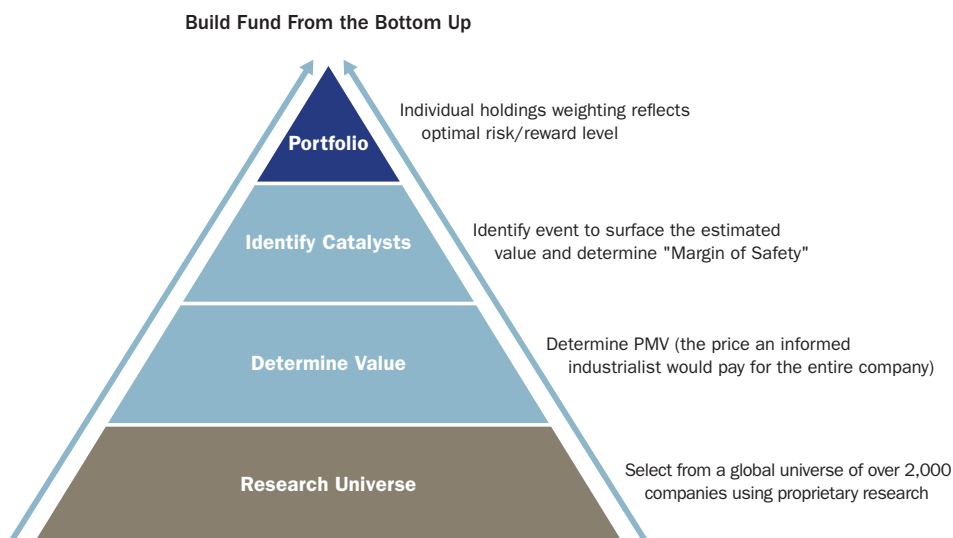 Build Fund From the Bottom Up
Portfolio
Individual holdings weighting reflects
optimal risk/reward level
Identify Catalysts
Identify event to surface the estimated
value and determine "Margin of Safety"
Determine Value
Determine PMV (the price an informed
industrialist would pay for the entire company)
Research Universe
Select from a global universe of over 2,000
companies using proprietary research